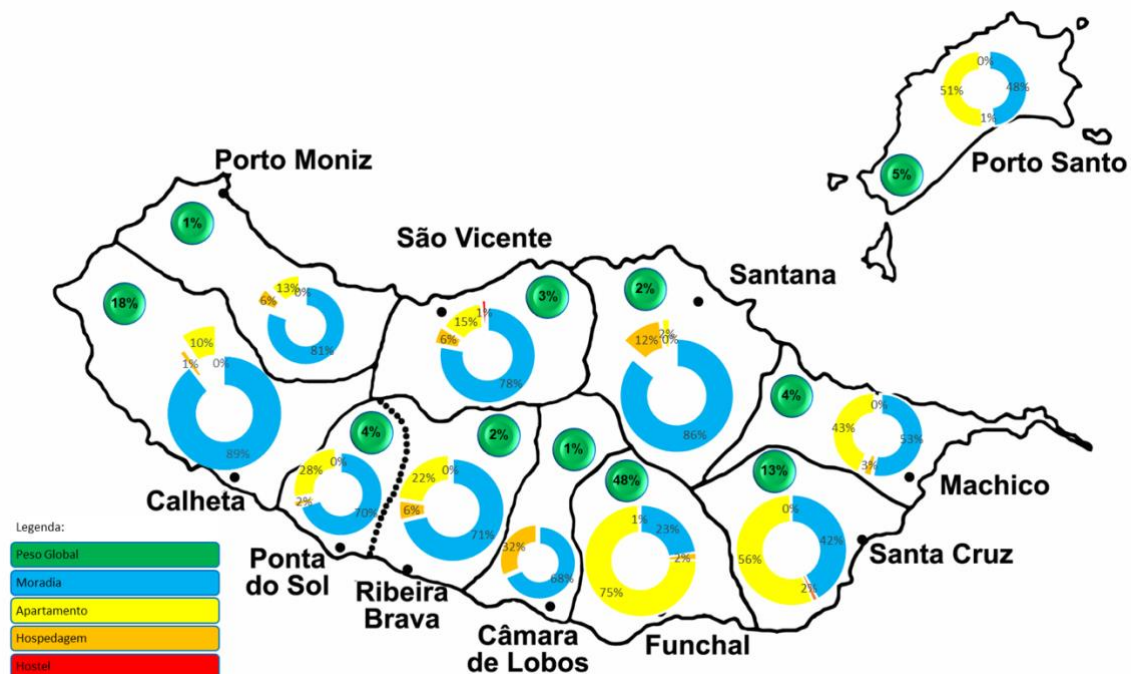 Porto Moniz
1%
13%
0%
6%
81%
São Vicente
3%
1%
15%
6%
78%
Santana
2%
2%
0%
12%
86%
0%
51%
48%
1%
Porto Santo
5%
18%
10%
1%
0%
89%
Calheta
4%
0%
28%
2%
70%
Ponta
do Sol
2%
0%
22%
6%
71%
Ribeira
Brava
1%
32%
68%
Câmara
de Lobos
48%
1%
23%
2%
75%
Funchal
4%
0%
43%
53%
3%
Machico
13%
0%
42%
56%
2%
Santa Cruz
Legenda:
Peso Global
Moradia
Apartamento
Hospedagem
Hostel